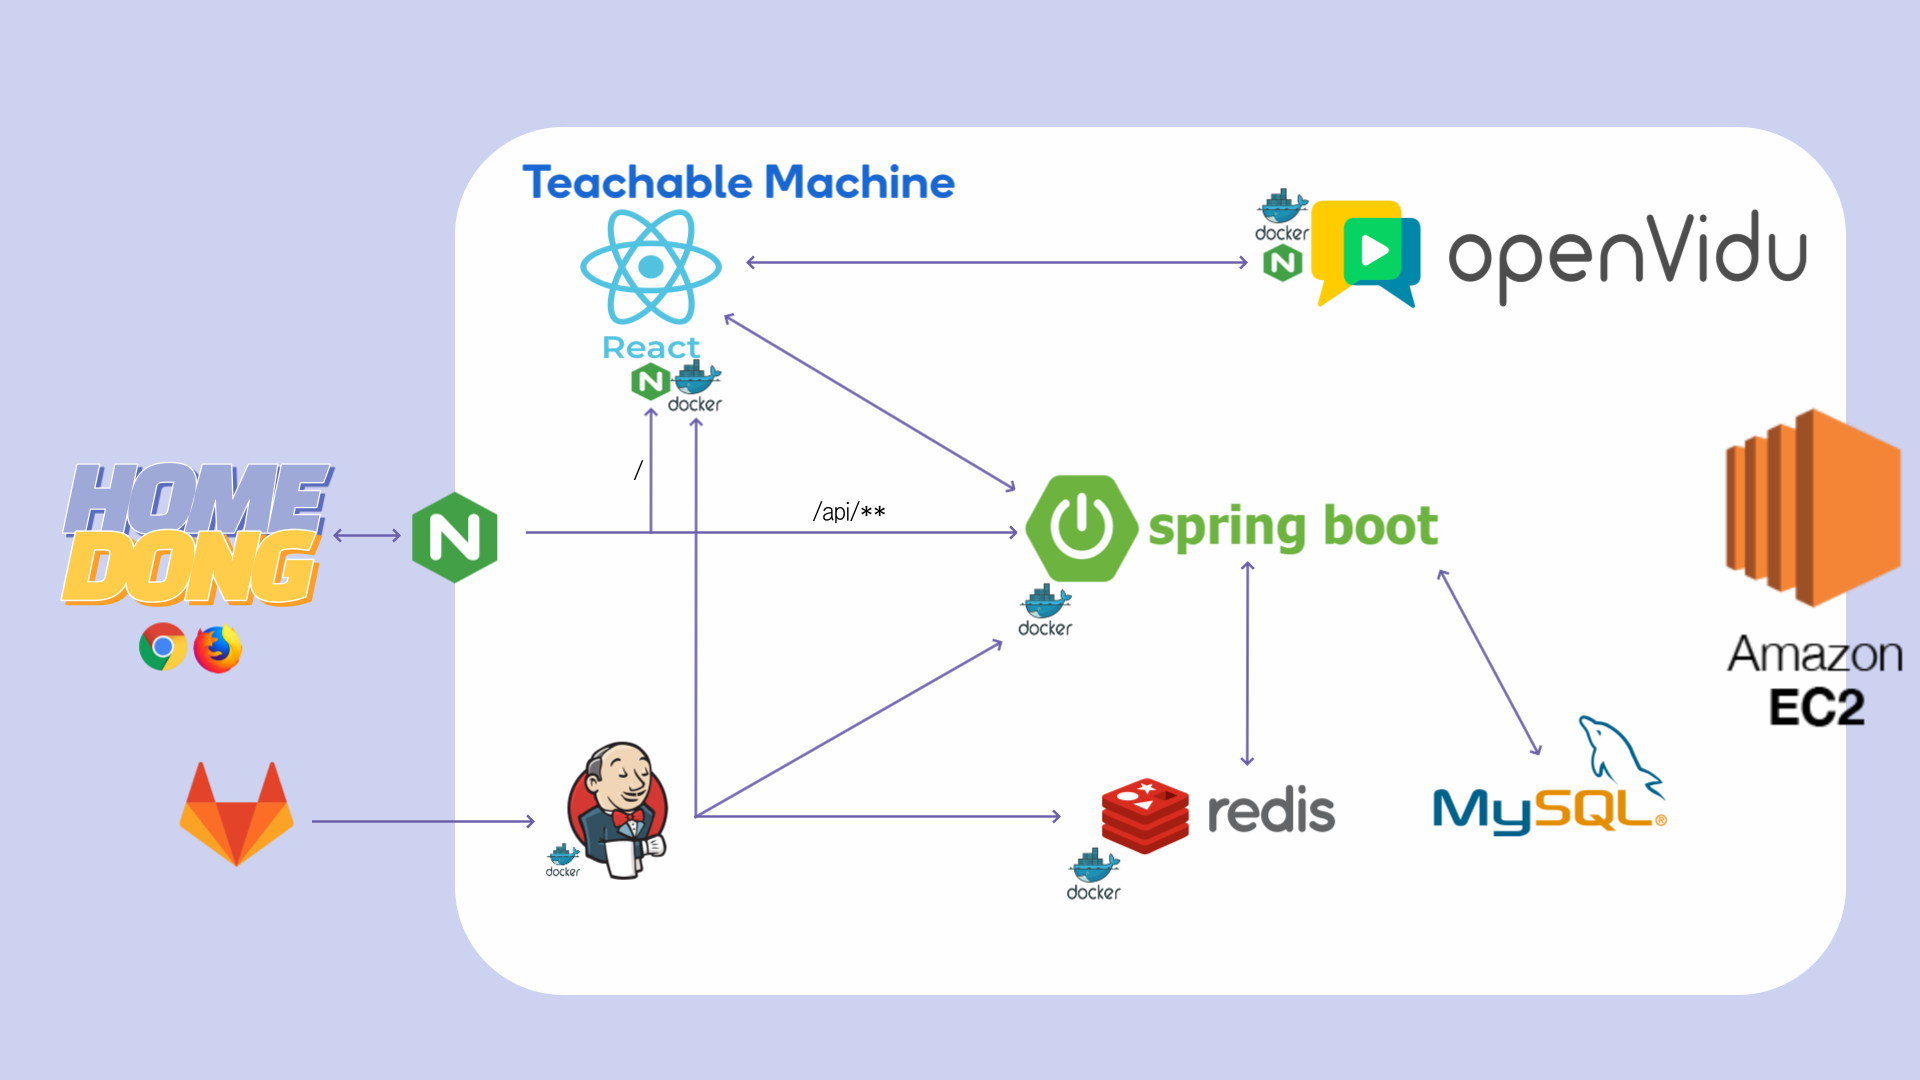 Teachable Machine
docker
N
openVidu
React
N
docker
/
/api/**
HOME
DONG
N
spring boot
docker
Amazon
EC2
redis
MySQL®
docker
docker